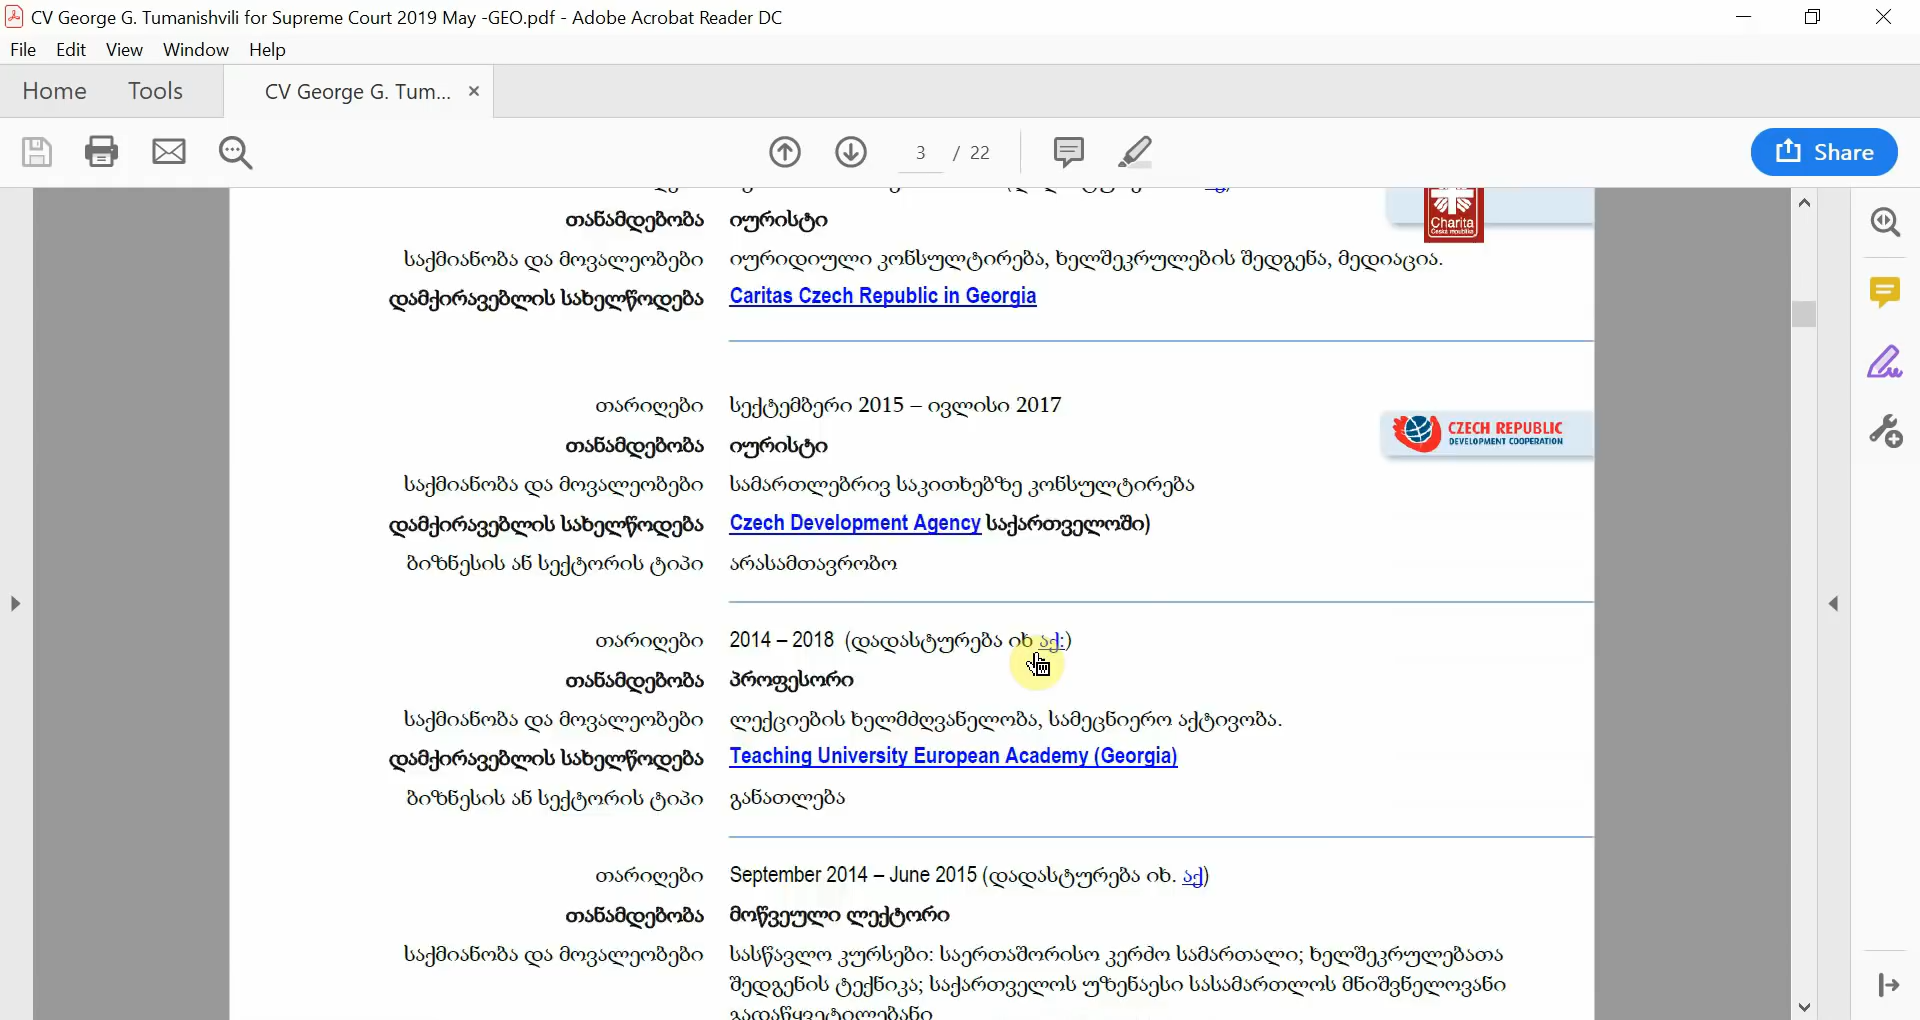 CV George G. Tumanishvili for Supreme Court 2019 May -GEO.pdf - Adobe Acrobat Reader DC
File Edit View Window Help
Home Tools CV George G. Tum...
3 / 22
Share
Charita
Česká republika
თანამდებობა იურისტი
საქმიანობა და მოვალეობები იურიდიული კონსულტირება, ხელშეკრულების შედგენა, მედიაცია.
დამქირავებლის სახელწოდება Caritas Czech Republic in Georgia
თარიღები სექტემბერი 2015 – ივლისი 2017
თანამდებობა იურისტი
CZECH REPUBLIC
DEVELOPMENT COOPERATION
საქმიანობა და მოვალეობები სამართლებრივ საკითხებზე კონსულტირება
დამქირავებლის სახელწოდება Czech Development Agency საქართველოში)
ბიზნესის ან სექტორის ტიპი არასამთავრობო
თარიღები 2014 – 2018 (დადასტურება იხ აქ:)
თანამდებობა პროფესორი
საქმიანობა და მოვალეობები ლექციების ხელმძღვანელობა, სამეცნიერო აქტივობა.
დამქირავებლის სახელწოდება Teaching University European Academy (Georgia)
ბიზნესის ან სექტორის ტიპი განათლება
თარიღები September 2014 – June 2015 (დადასტურება იხ. აქ)
თანამდებობა მოწვეული ლექტორი
საქმიანობა და მოვალეობები სასწავლო კურსები: საერთაშორისო კერძო სამართალი; ხელშეკრულებათა
შედგენის ტექნიკა; საქართველოს უზენაესი სასამართლოს მნიშვნელოვანი
გადაწყვეტილებანი